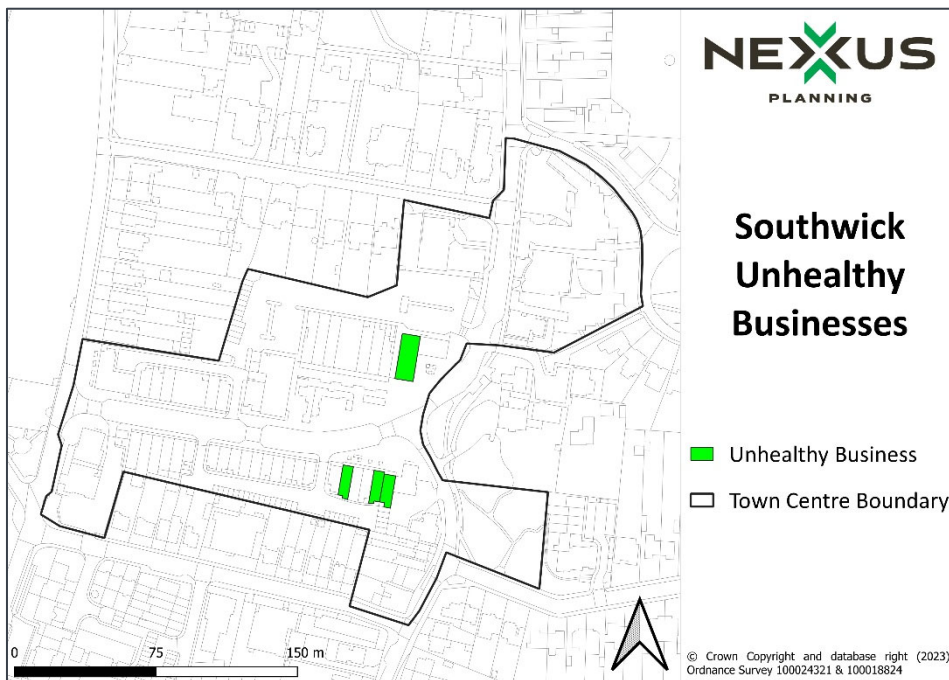 NEXUS
PLANNING
Southwick
Unhealthy
Businesses
Unhealthy Business
Town Centre Boundary
0 75 150 m
© Crown Copyright and database right (2023)
Ordnance Survey 100024321 & 100018824